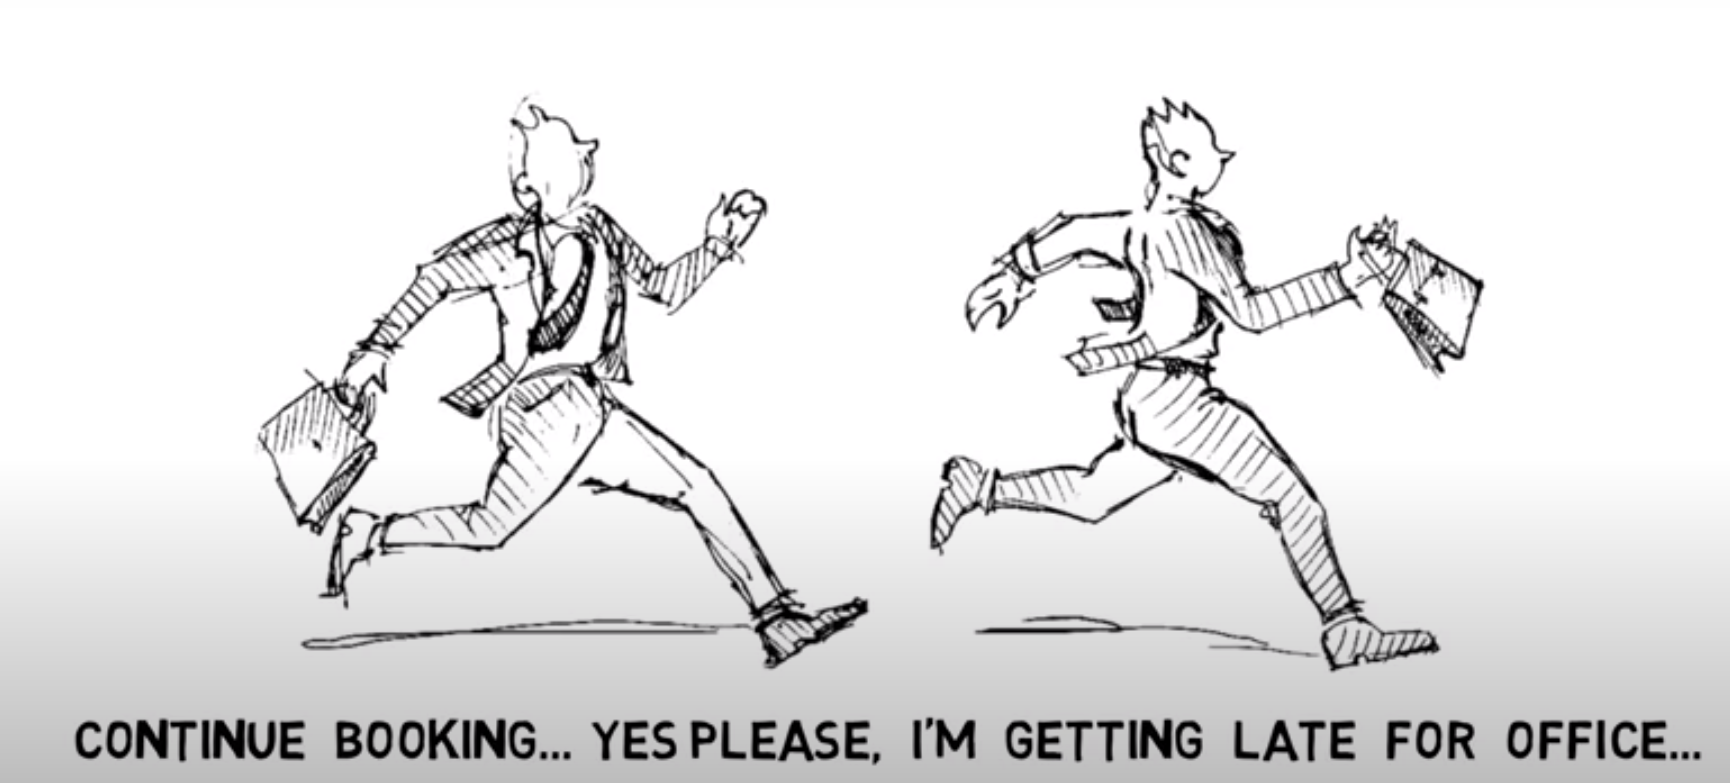 CONTINUE BOOKING... YES PLEASE, I'M GETTING LATE FOR OFFICE...